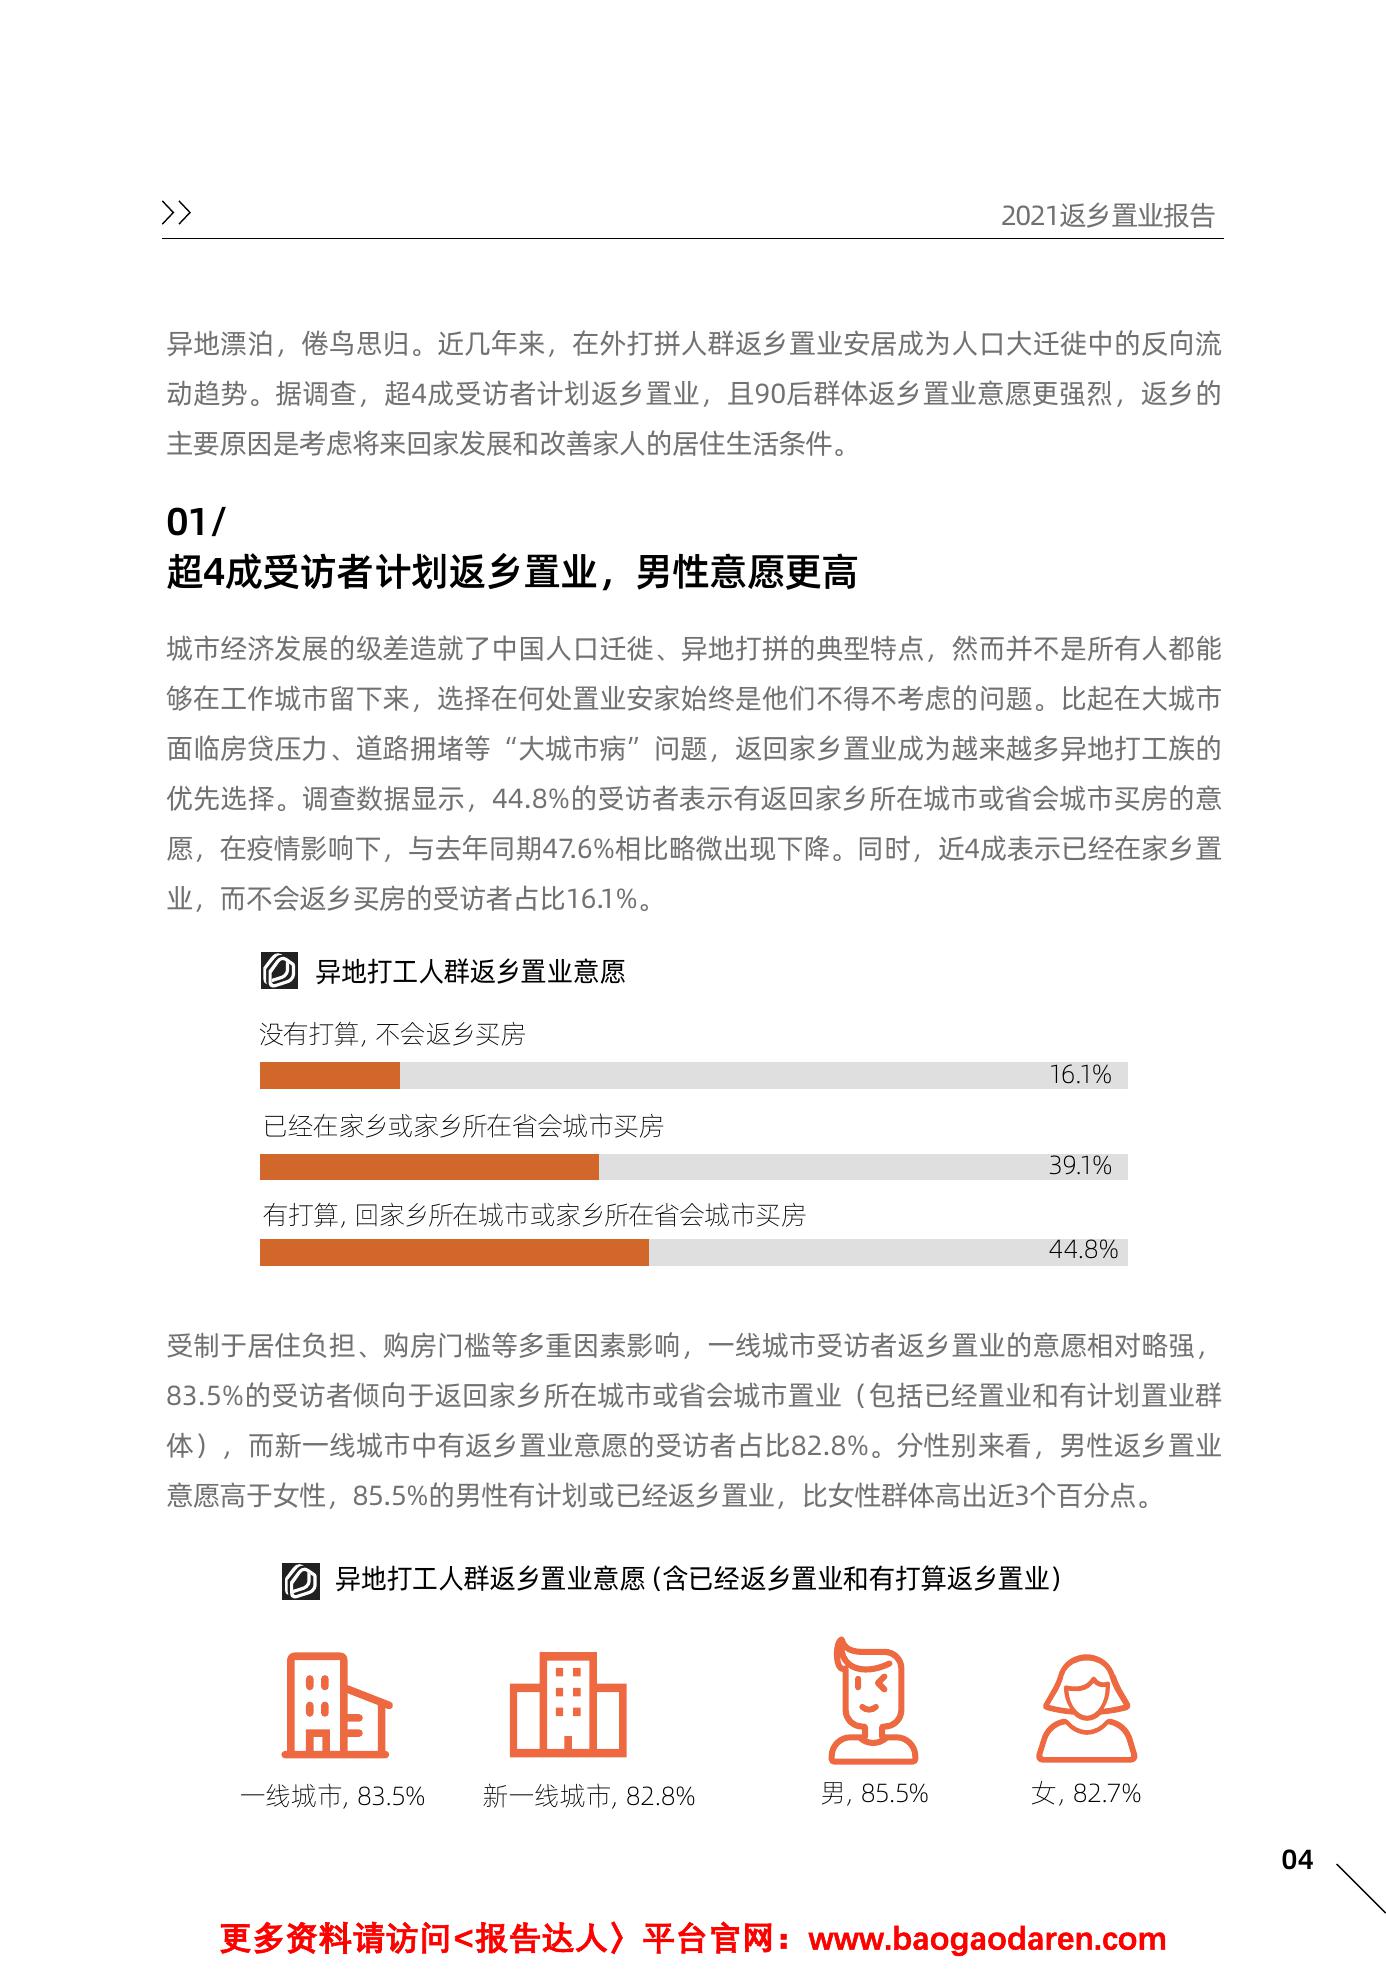 2021返乡置业报告
异地漂泊，倦鸟思归。近几年来，在外打拼人群返乡置业安居成为人口大迁徙中的反向流
动趋势。据调查，超4成受访者计划返乡置业，且90后群体返乡置业意愿更强烈，返乡的
主要原因是考虑将来回家发展和改善家人的居住生活条件。
01/
超4成受访者计划返乡置业，男性意愿更高
城市经济发展的级差造就了中国人口迁徙、异地打拼的典型特点，然而并不是所有人都能
够在工作城市留下来，选择在何处置业安家始终是他们不得不考虑的问题。比起在大城市
面临房贷压力、道路拥堵等“大城市病”问题，返回家乡置业成为越来越多异地打工族的
优先选择。调查数据显示，44.8%的受访者表示有返回家乡所在城市或省会城市买房的意
愿，在疫情影响下，与去年同期47.6%相比略微出现下降。同时，近4成表示已经在家乡置
业，而不会返乡买房的受访者占比16.1%。
异地打工人群返乡置业意愿
没有打算, 不会返乡买房
16.1%
已经在家乡或家乡所在省会城市买房
39.1%
有打算, 回家乡所在城市或家乡所在省会城市买房
44.8%
受制于居住负担、购房门槛等多重因素影响，一线城市受访者返乡置业的意愿相对略强，
83.5%的受访者倾向于返回家乡所在城市或省会城市置业（包括已经置业和有计划置业群
体），而新一线城市中有返乡置业意愿的受访者占比82.8%。分性别来看，男性返乡置业
意愿高于女性，85.5%的男性有计划或已经返乡置业，比女性群体高出近3个百分点。
异地打工人群返乡置业意愿 (含已经返乡置业和有打算返乡置业)
一线城市, 83.5%
新一线城市, 82.8%
男, 85.5%
女, 82.7%
04
更多资料请访问<报告达人〉平台官网：www.baogaodaren.com